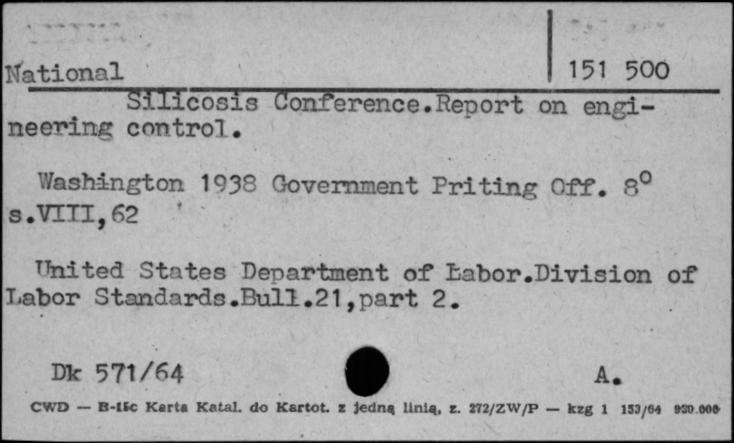 151 500
National
Silicosis Conference.Report on engi-
neering control.
Washington 1938 Government Priting Off. 8°
s.VIII,62
United States Department of Labor.Division of
Labor Standards.Bull.21,part 2.
Dk 571/64 A.
CWD — B-15c Karta Katal. do Kartot. z jedną linią, z. 272/ZW/P — kzg 1 153/64 950.000